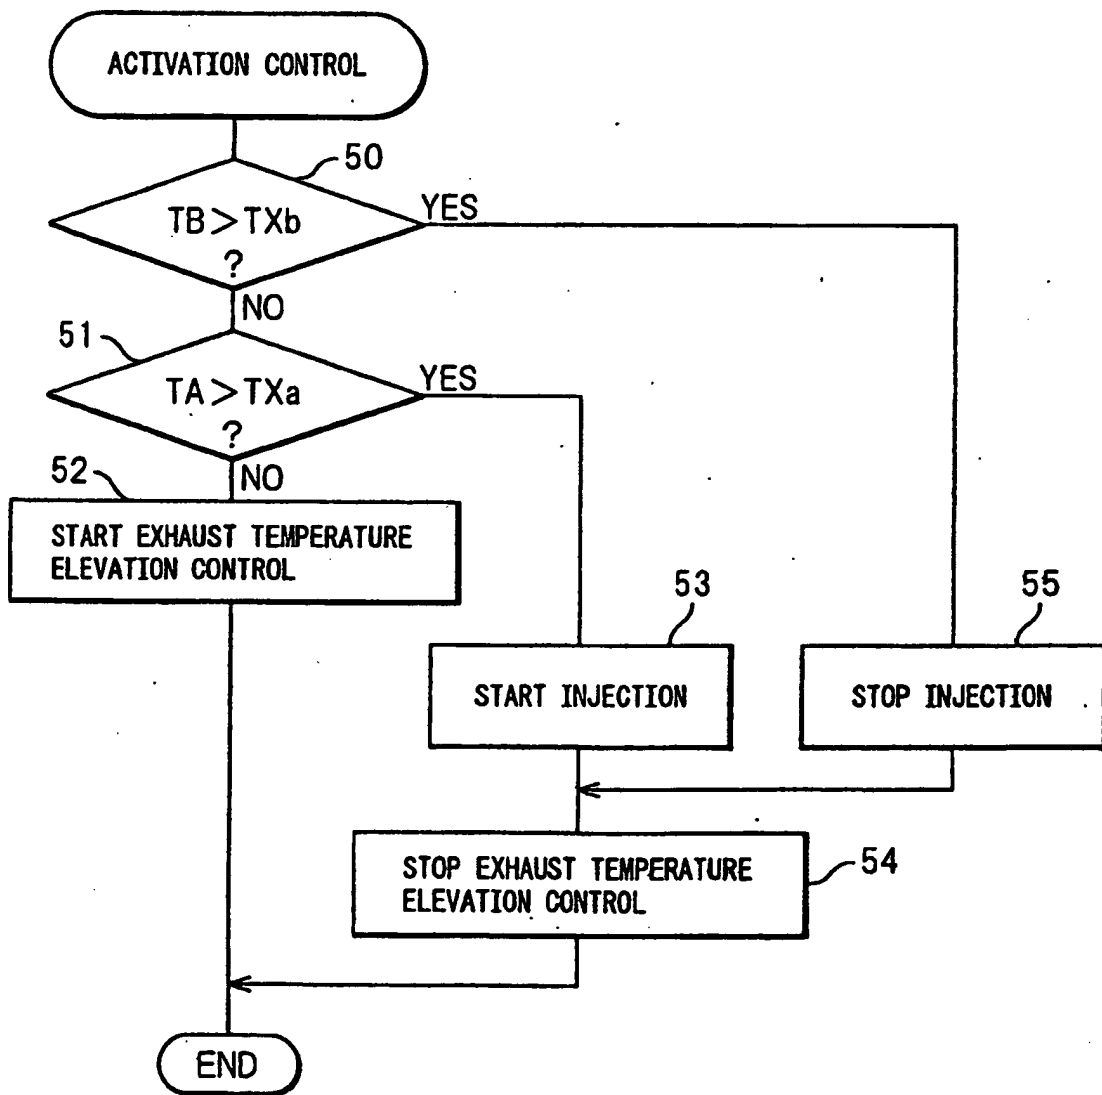 ACTIVATION CONTROL
50
TB>TXb
?
YES
NO
51
TA>TXa
?
YES
NO
52
START EXHAUST TEMPERATURE
ELEVATION CONTROL
53
START INJECTION
55
STOP INJECTION
54
STOP EXHAUST TEMPERATURE
ELEVATION CONTROL
END